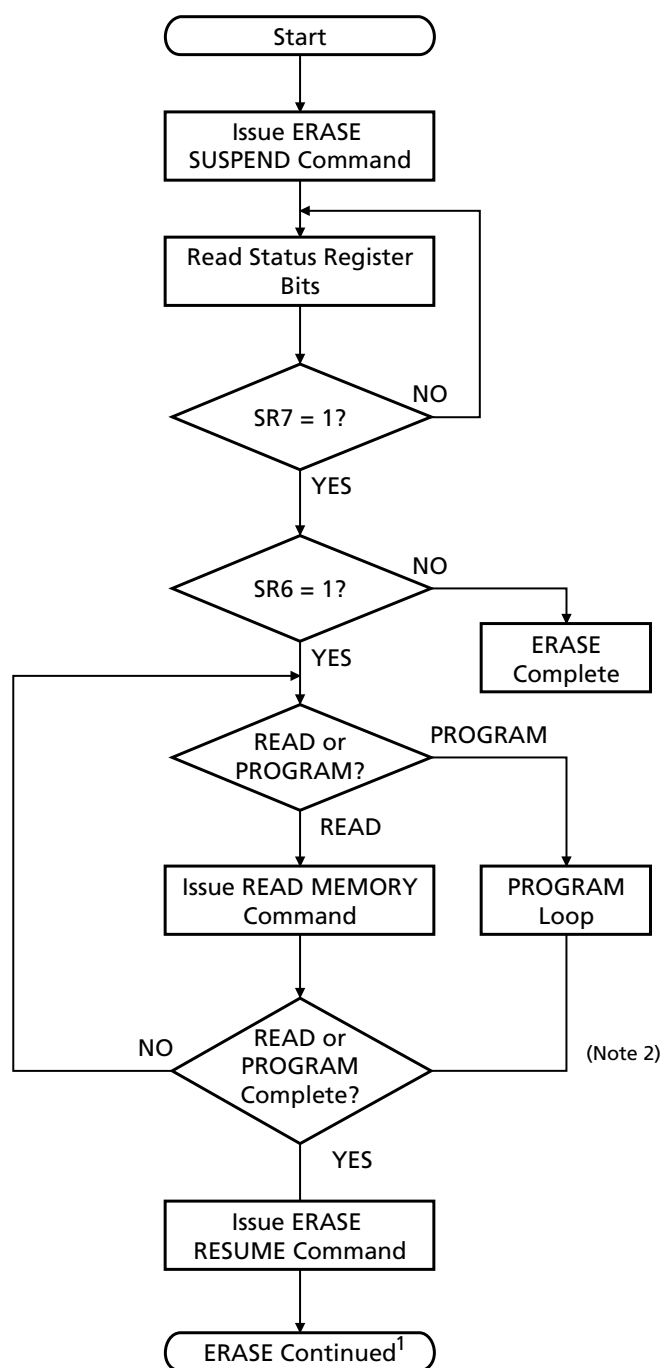 Start
Issue ERASE
SUSPEND Command
Read Status Register
Bits
NO
SR7 = 1?
YES
NO
SR6 = 1?
ERASE
Complete
YES
READ or
PROGRAM?
PROGRAM
READ
Issue READ MEMORY
Command
PROGRAM
Loop
NO
READ or
PROGRAM
Complete?
(Note 2)
YES
Issue ERASE
RESUME Command
ERASE Continued¹